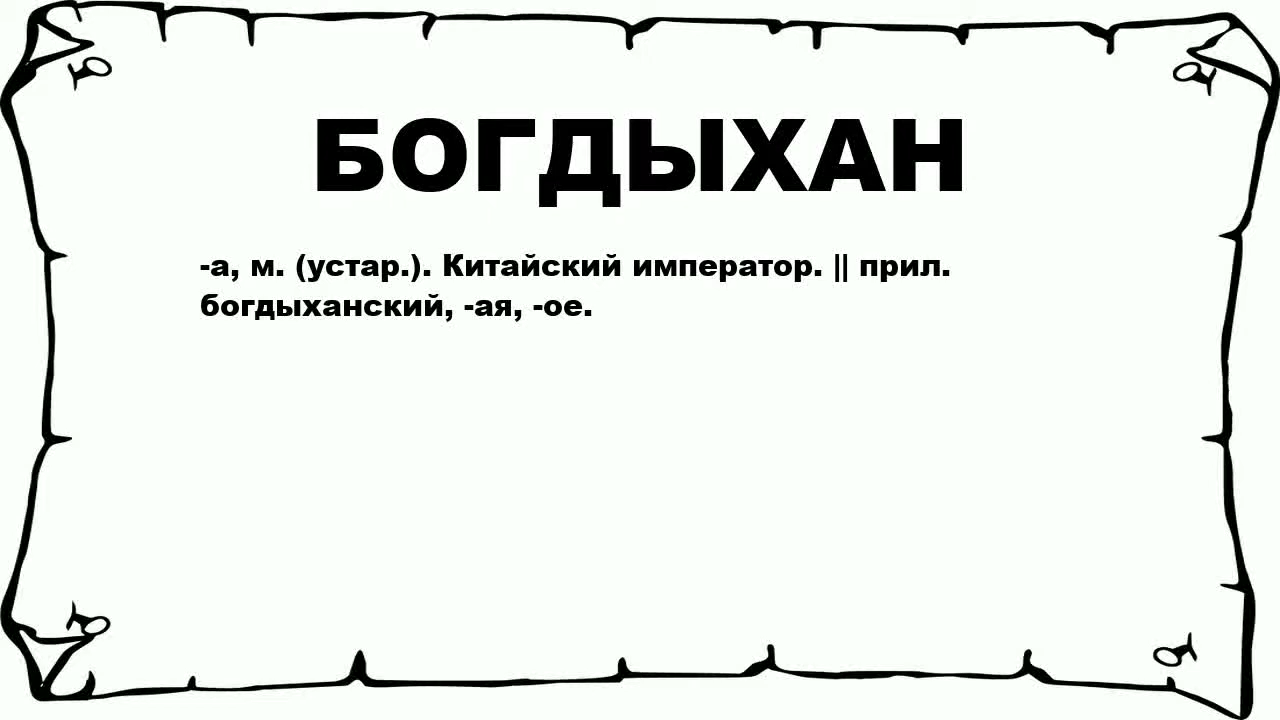 БОГДЫХАН
-а, м. (устар.). Китайский император. || прил.
богдыханский, -ая, -ое.